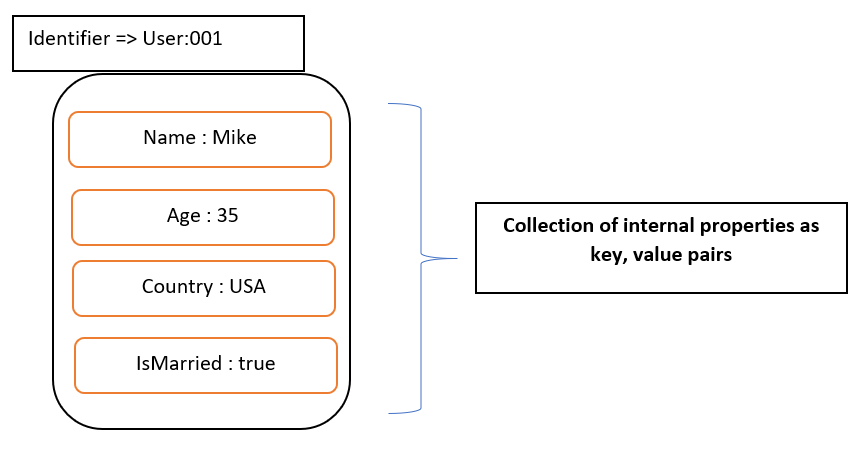 Identifier => User:001
Name : Mike
Age : 35
Country : USA
IsMarried : true
Collection of internal properties as
key, value pairs